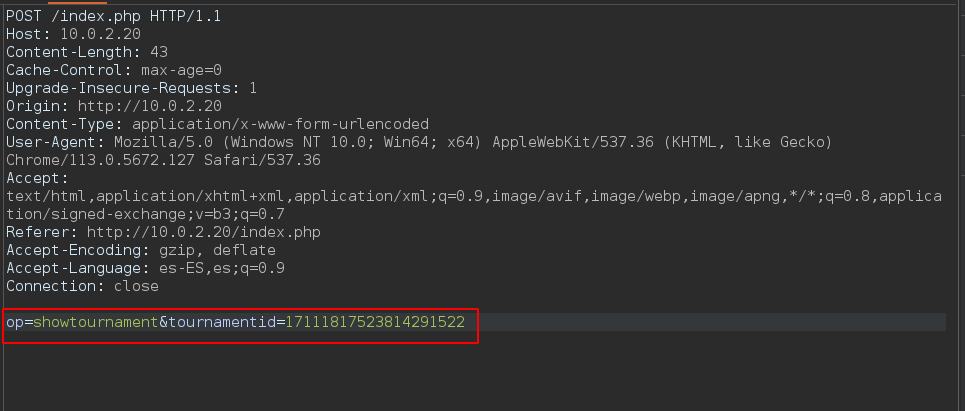 POST /index.php HTTP/1.1
Host: 10.0.2.20
Content-Length: 43
Cache-Control: max-age=0
Upgrade-Insecure-Requests: 1
Origin: http://10.0.2.20
Content-Type: application/x-www-form-urlencoded
User-Agent: Mozilla/5.0 (Windows NT 10.0; Win64; x64) AppleWebKit/537.36 (KHTML, like Gecko)
Chrome/113.0.5672.127 Safari/537.36
Accept:
text/html,application/xhtml+xml,application/xml;q=0.9,image/avif,image/webp,image/apng,*/*;q=0.8,applica
tion/signed-exchange;v=b3;q=0.7
Referer: http://10.0.2.20/index.php
Accept-Encoding: gzip, deflate
Accept-Language: es-ES,es;q=0.9
Connection: close
op=showtournament&tournamentid=17111817523814291522